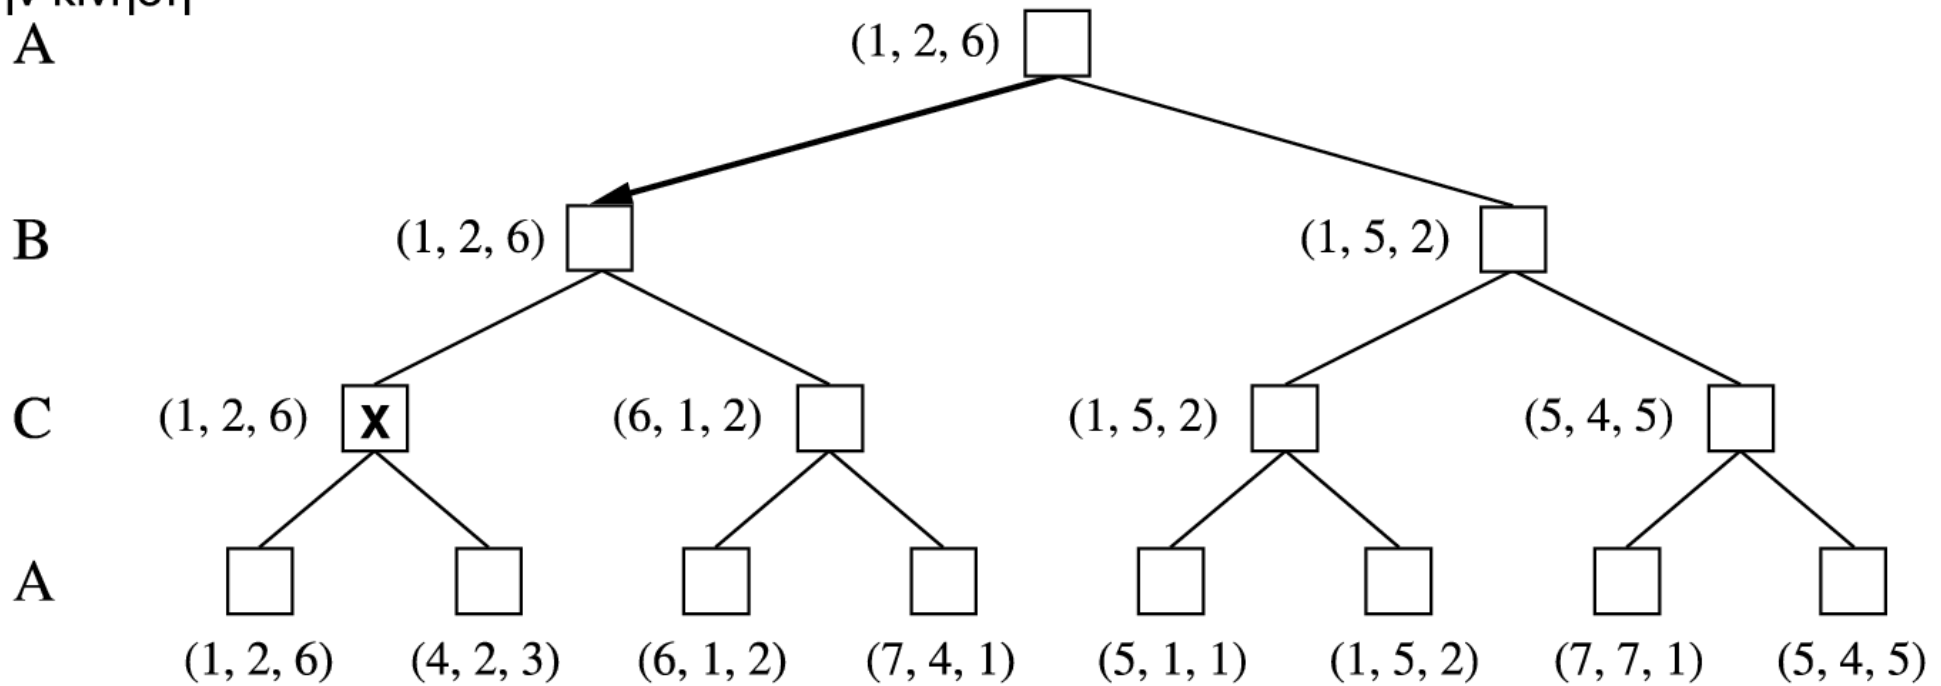 ην κίνηση
A (1, 2, 6)
B (1, 2, 6) (1, 5, 2)
C (1, 2, 6) X (6, 1, 2) (1, 5, 2) (5, 4, 5)
A
(1, 2, 6) (4, 2, 3) (6, 1, 2) (7, 4, 1) (5, 1, 1) (1, 5, 2) (7, 7, 1) (5, 4, 5)